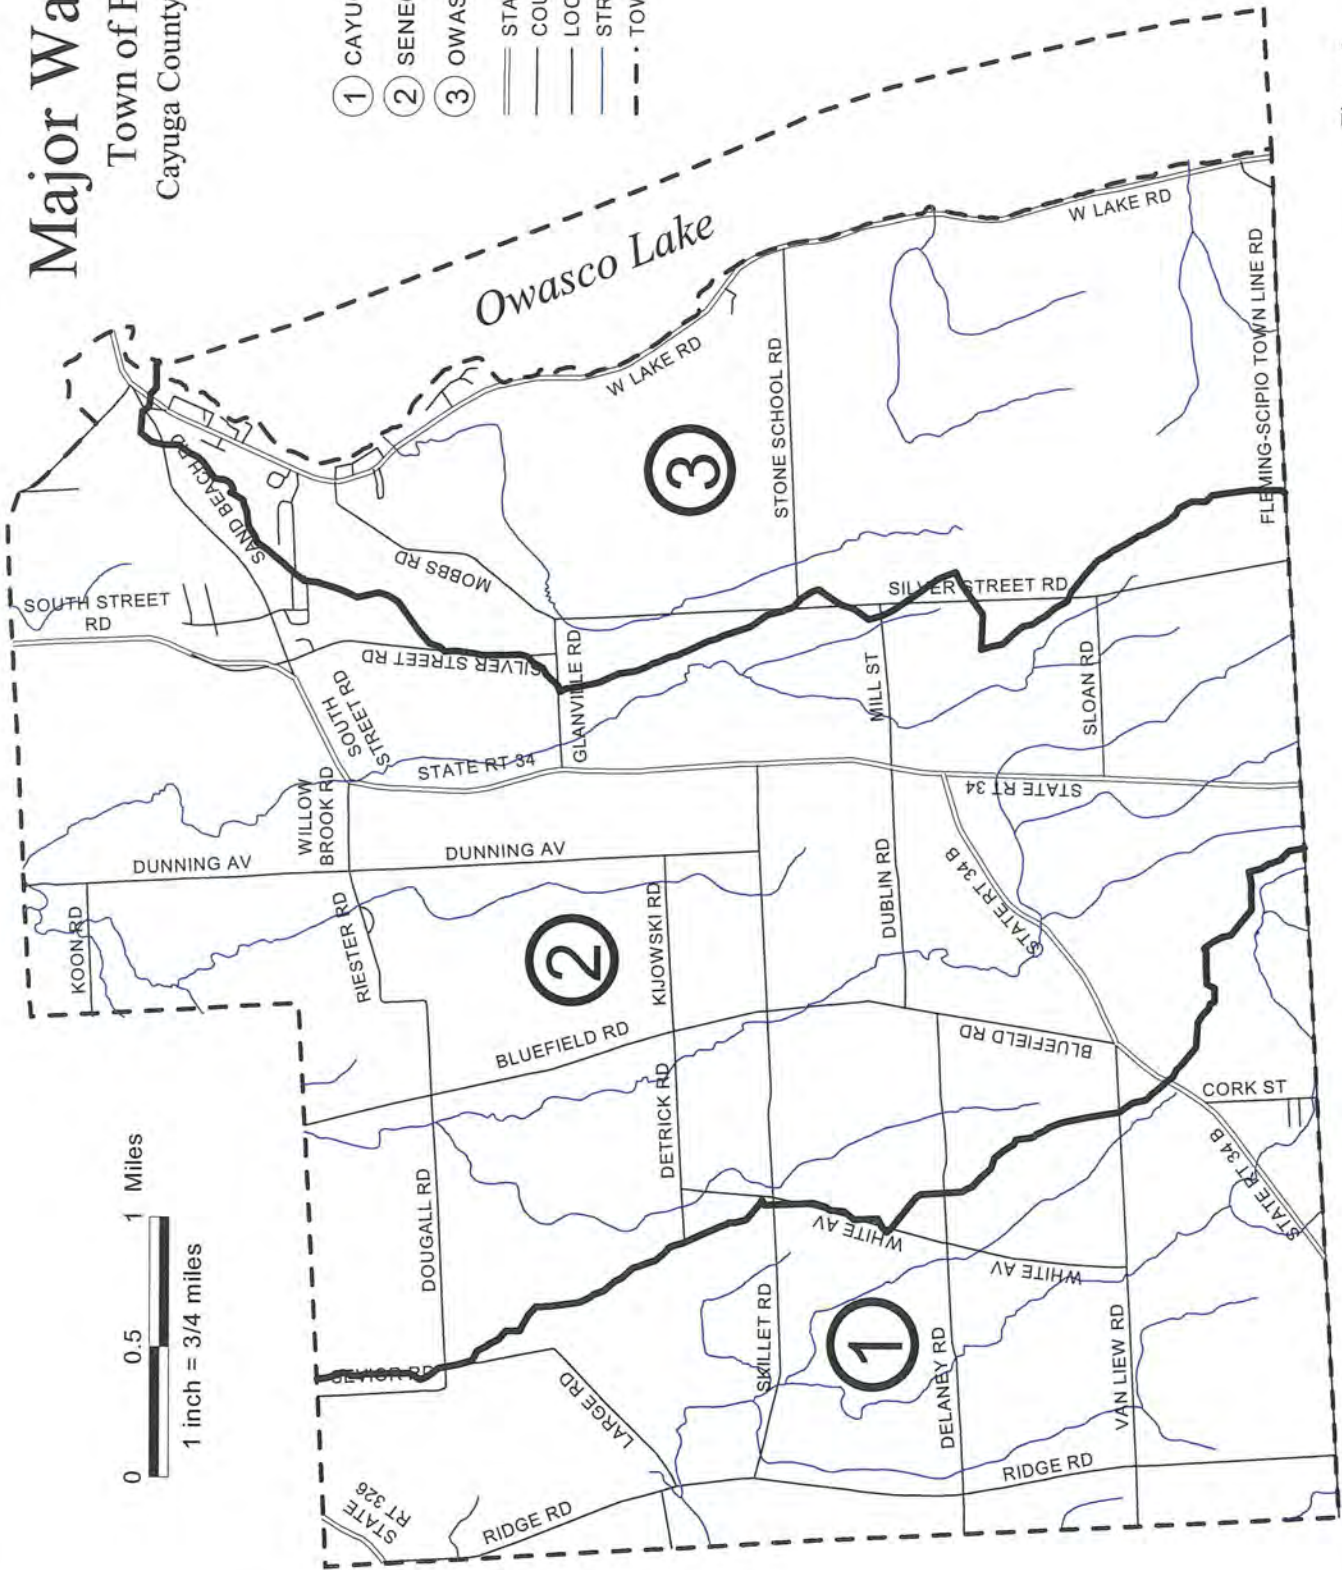 Major Wa
Town of F
Cayuga County
1 CAYU
2 SENEC
3 OWAS
STA
COU
LOC
STR
TOW
Owasco Lake
0 0.5 1 Miles
1 inch = 3/4 miles
SOUTH STREET
RD
SAND BEACH RD
MOBBS RD
W LAKE RD
W LAKE RD
STONE SCHOOL RD
3
FLEMING-SCIPIO TOWN LINE RD
SILVER STREET RD
SILVER STREET RD
SOUTH
STREET RD
GLANVILLE RD
MILL ST
SLOAN RD
STATE RT 34
STATE RT 34
WILLOW
BROOK RD
DUNNING AV
DUNNING AV
KOON RD
RIESTER RD
2
KIJOWSKI RD
DUBLIN RD
STATE RT 34 B
BLUEFIELD RD
BLUEFIELD RD
DETRICK RD
DOUGALL RD
CORK ST
STATE RT 34 B
WHITE AV
WHITE AV
SKILLET RD
1
DELANEY RD
VAN LIEW RD
SEVIOR RD
LARGE RD
RIDGE RD
RIDGE RD
STATE
RT 326